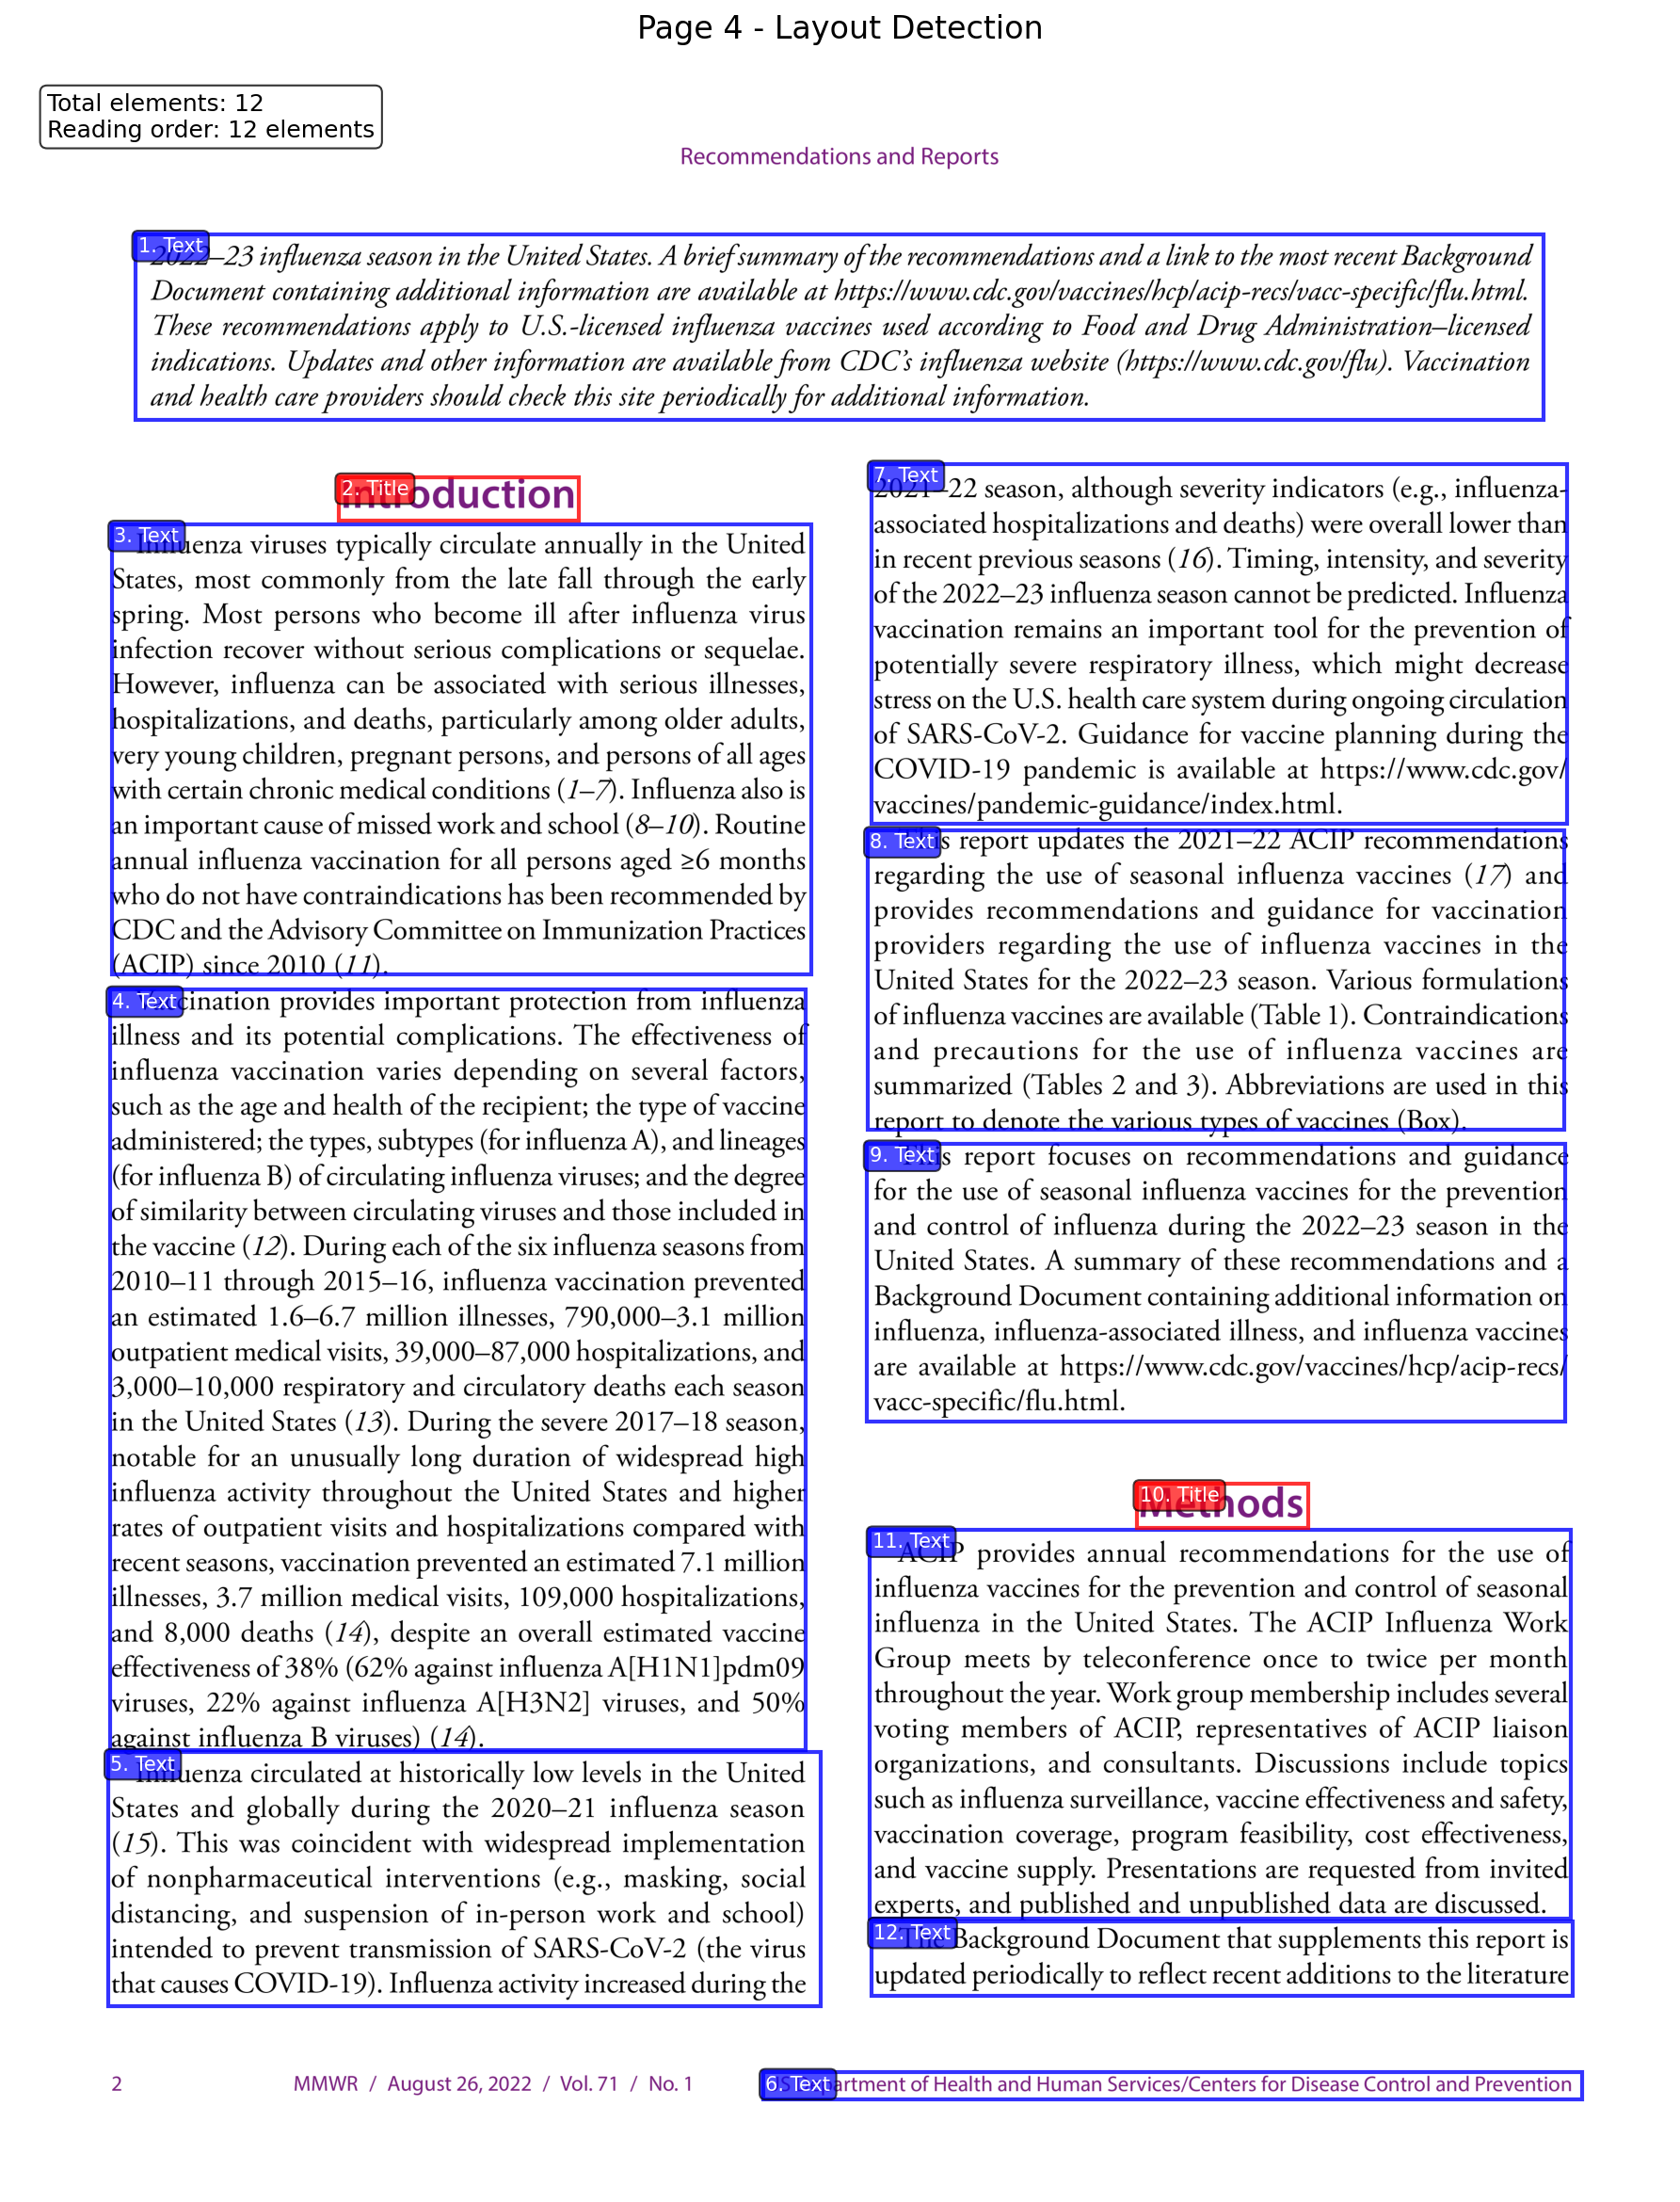 Page 4 - Layout Detection
Total elements: 12
Reading order: 12 elements
Recommendations and Reports
1. Text
2022–23 influenza season in the United States. A brief summary of the recommendations and a link to the most recent Background
Document containing additional information are available at https://www.cdc.gov/vaccines/hcp/acip-recs/vacc-specific/flu.html.
These recommendations apply to U.S.-licensed influenza vaccines used according to Food and Drug Administration–licensed
indications. Updates and other information are available from CDC’s influenza website (https://www.cdc.gov/flu). Vaccination
and health care providers should check this site periodically for additional information.
2. Title
Introduction
3. Text
Influenza viruses typically circulate annually in the United
States, most commonly from the late fall through the early
spring. Most persons who become ill after influenza virus
infection recover without serious complications or sequelae.
However, influenza can be associated with serious illnesses,
hospitalizations, and deaths, particularly among older adults,
very young children, pregnant persons, and persons of all ages
with certain chronic medical conditions (1–7). Influenza also is
an important cause of missed work and school (8–10). Routine
annual influenza vaccination for all persons aged ≥6 months
who do not have contraindications has been recommended by
CDC and the Advisory Committee on Immunization Practices
(ACIP) since 2010 (11).
4. Text
Vaccination provides important protection from influenza
illness and its potential complications. The effectiveness of
influenza vaccination varies depending on several factors,
such as the age and health of the recipient; the type of vaccine
administered; the types, subtypes (for influenza A), and lineages
(for influenza B) of circulating influenza viruses; and the degree
of similarity between circulating viruses and those included in
the vaccine (12). During each of the six influenza seasons from
2010–11 through 2015–16, influenza vaccination prevented
an estimated 1.6–6.7 million illnesses, 790,000–3.1 million
outpatient medical visits, 39,000–87,000 hospitalizations, and
3,000–10,000 respiratory and circulatory deaths each season
in the United States (13). During the severe 2017–18 season,
notable for an unusually long duration of widespread high
influenza activity throughout the United States and higher
rates of outpatient visits and hospitalizations compared with
recent seasons, vaccination prevented an estimated 7.1 million
illnesses, 3.7 million medical visits, 109,000 hospitalizations,
and 8,000 deaths (14), despite an overall estimated vaccine
effectiveness of 38% (62% against influenza A[H1N1]pdm09
viruses, 22% against influenza A[H3N2] viruses, and 50%
against influenza B viruses) (14).
5. Text
Influenza circulated at historically low levels in the United
States and globally during the 2020–21 influenza season
(15). This was coincident with widespread implementation
of nonpharmaceutical interventions (e.g., masking, social
distancing, and suspension of in-person work and school)
intended to prevent transmission of SARS-CoV-2 (the virus
that causes COVID-19). Influenza activity increased during the
7. Text
2021–22 season, although severity indicators (e.g., influenza-
associated hospitalizations and deaths) were overall lower than
in recent previous seasons (16). Timing, intensity, and severity
of the 2022–23 influenza season cannot be predicted. Influenza
vaccination remains an important tool for the prevention of
potentially severe respiratory illness, which might decrease
stress on the U.S. health care system during ongoing circulation
of SARS-CoV-2. Guidance for vaccine planning during the
COVID-19 pandemic is available at https://www.cdc.gov/
vaccines/pandemic-guidance/index.html.
8. Text
This report updates the 2021–22 ACIP recommendations
regarding the use of seasonal influenza vaccines (17) and
provides recommendations and guidance for vaccination
providers regarding the use of influenza vaccines in the
United States for the 2022–23 season. Various formulations
of influenza vaccines are available (Table 1). Contraindications
and precautions for the use of influenza vaccines are
summarized (Tables 2 and 3). Abbreviations are used in this
report to denote the various types of vaccines (Box).
9. Text
This report focuses on recommendations and guidance
for the use of seasonal influenza vaccines for the prevention
and control of influenza during the 2022–23 season in the
United States. A summary of these recommendations and a
Background Document containing additional information on
influenza, influenza-associated illness, and influenza vaccines
are available at https://www.cdc.gov/vaccines/hcp/acip-recs/
vacc-specific/flu.html.
10. Title
Methods
11. Text
ACIP provides annual recommendations for the use of
influenza vaccines for the prevention and control of seasonal
influenza in the United States. The ACIP Influenza Work
Group meets by teleconference once to twice per month
throughout the year. Work group membership includes several
voting members of ACIP, representatives of ACIP liaison
organizations, and consultants. Discussions include topics
such as influenza surveillance, vaccine effectiveness and safety,
vaccination coverage, program feasibility, cost effectiveness,
and vaccine supply. Presentations are requested from invited
experts, and published and unpublished data are discussed.
12. Text
The Background Document that supplements this report is
updated periodically to reflect recent additions to the literature
2 MMWR / August 26, 2022 / Vol. 71 / No. 1
6. Text
US Department of Health and Human Services/Centers for Disease Control and Prevention